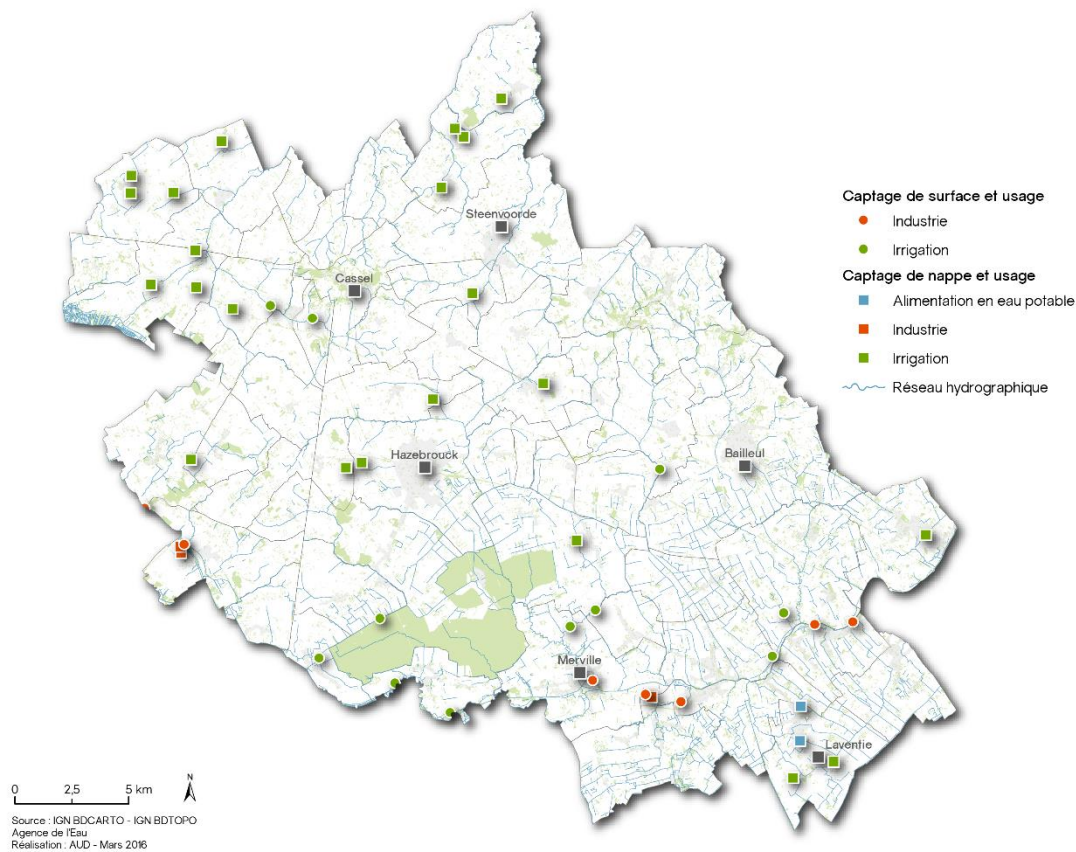 Steenvoorde
Cassel
Hazebrouck
Bailleul
Merville
Laventie
Captage de surface et usage
Industrie
Irrigation
Captage de nappe et usage
Alimentation en eau potable
Industrie
Irrigation
Réseau hydrographique
N
0 2,5 5 km
Source : IGN BDCARTO - IGN BDTOPO
Agence de l'Eau
Réalisation : AUD - Mars 2016